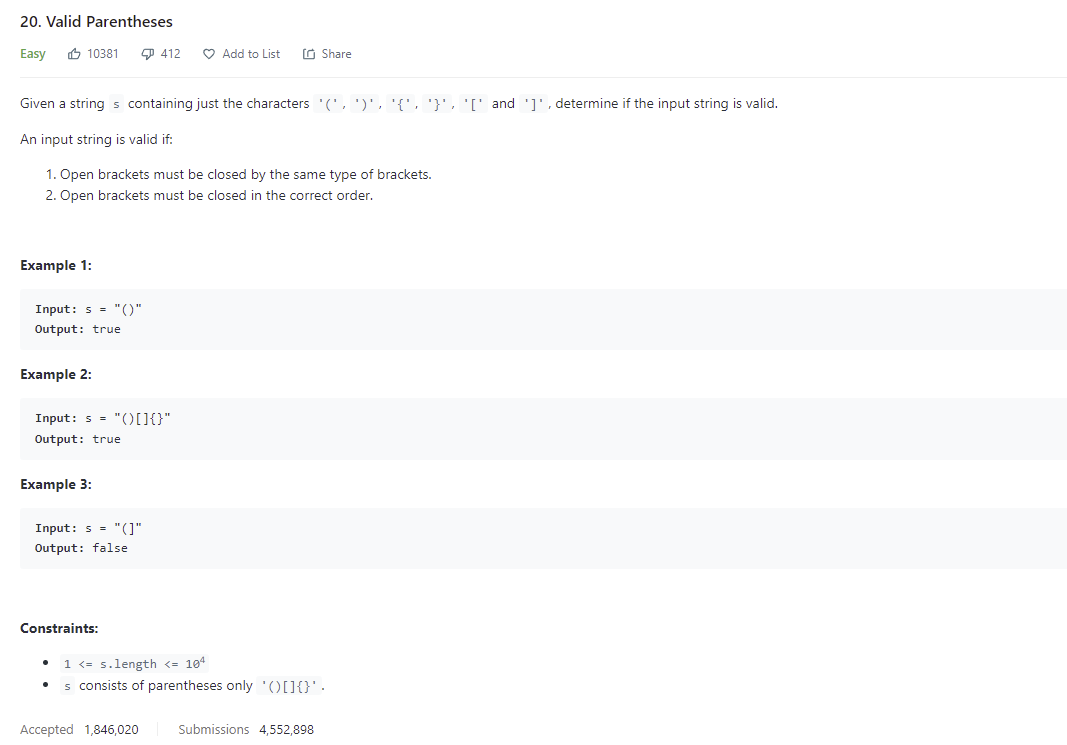 20. Valid Parentheses
Easy 10381 412 Add to List Share
Given a string s containing just the characters '(', ')', '{', '}', '[' and ']', determine if the input string is valid.
An input string is valid if:
1. Open brackets must be closed by the same type of brackets.
2. Open brackets must be closed in the correct order.
Example 1:
Input: s = "()"
Output: true
Example 2:
Input: s = "()[]{}"
Output: true
Example 3:
Input: s = "(]"
Output: false
Constraints:
• 1 <= s.length <= 10⁴
• s consists of parentheses only '()[]{}'.
Accepted 1,846,020 Submissions 4,552,898